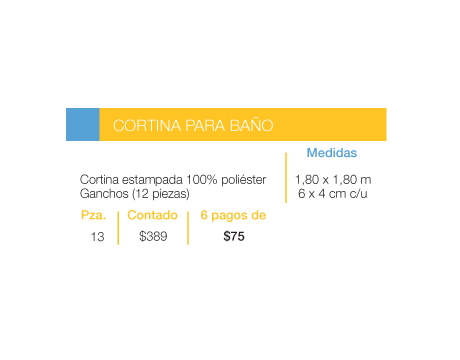 CORTINA PARA BAÑO
Medidas
Cortina estampada 100% poliéster 1,80 x 1,80 m
Ganchos (12 piezas) 6 x 4 cm c/u
Pza. Contado 6 pagos de
13 $389 $75